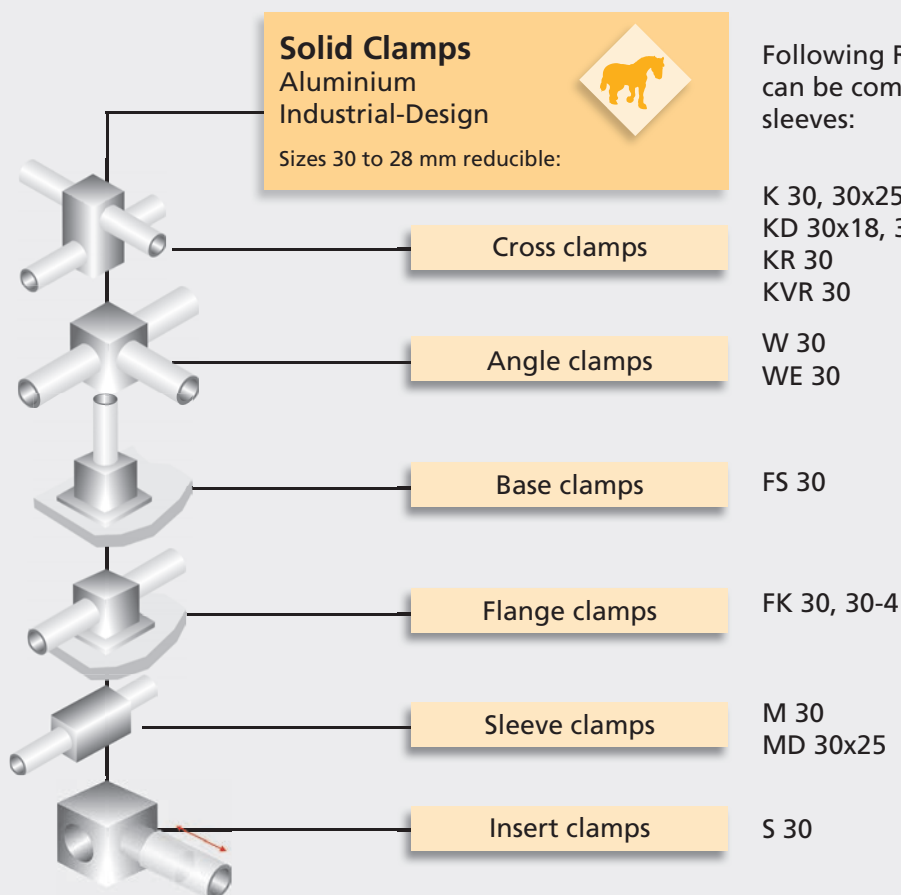 Solid Clamps
Aluminium
Industrial-Design
Sizes 30 to 28 mm reducible:
Following
can be
sleeves:
Cross clamps
K 30, 30x25
KD 30x18,
KR 30
KVR 30
Angle clamps
W 30
WE 30
Base clamps
FS 30
Flange clamps
FK 30, 30-4
Sleeve clamps
M 30
MD 30x25
Insert clamps
S 30